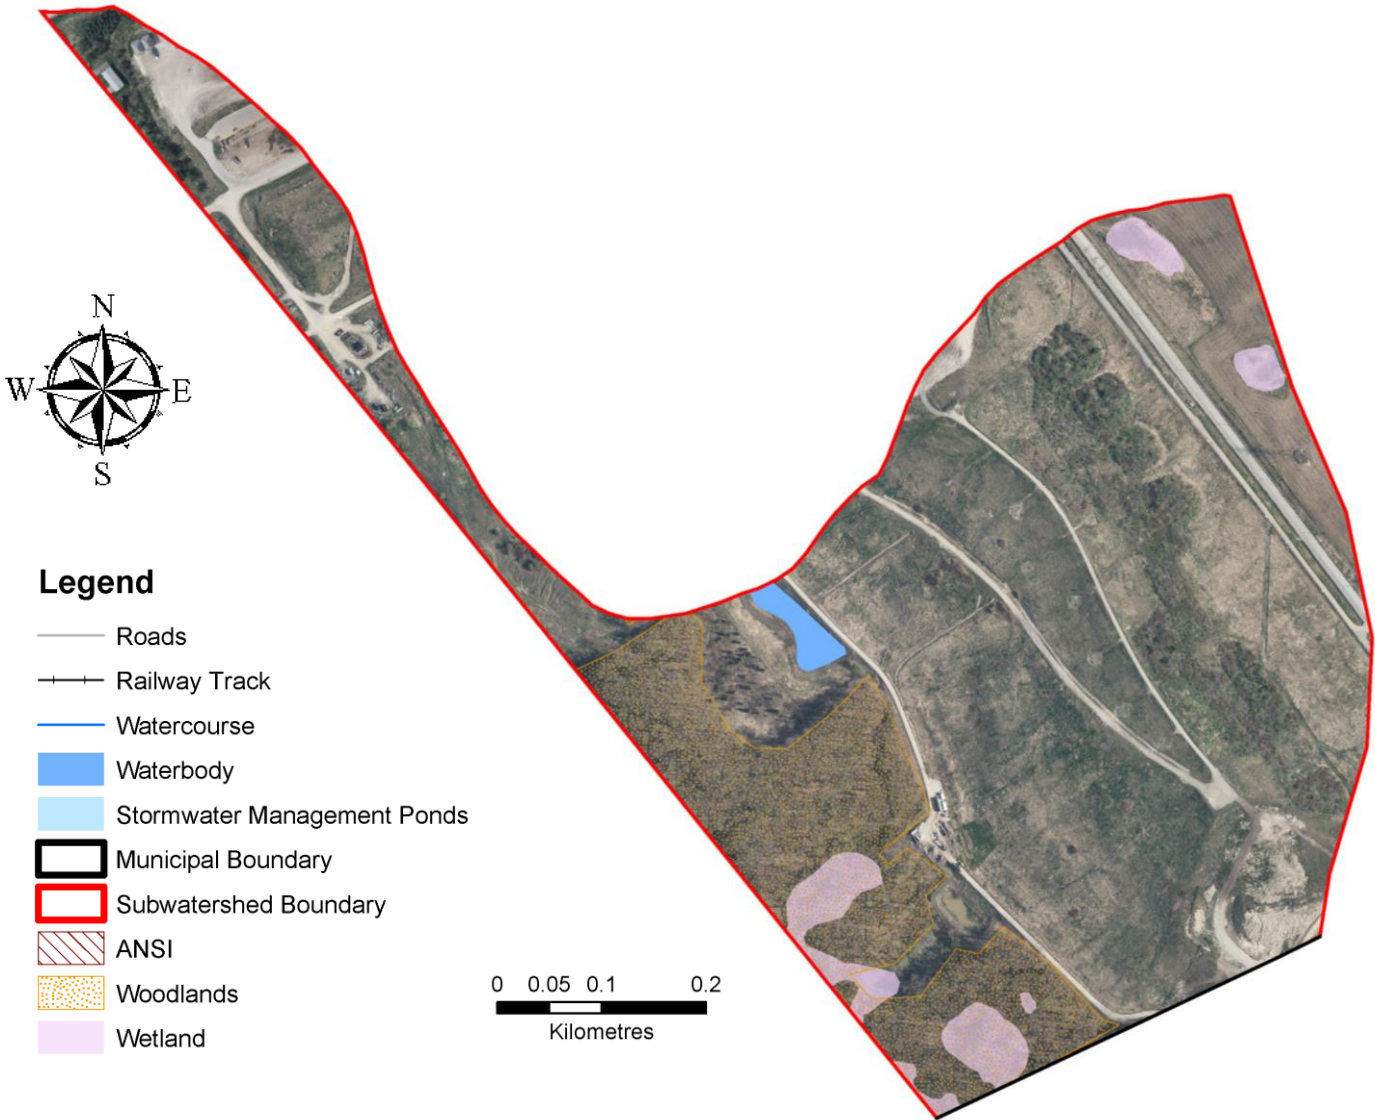 N
W E
S
Legend
Roads
Railway Track
Watercourse
Waterbody
Stormwater Management Ponds
Municipal Boundary
Subwatershed Boundary
ANSI
Woodlands
Wetland
0 0.05 0.1 0.2
Kilometres